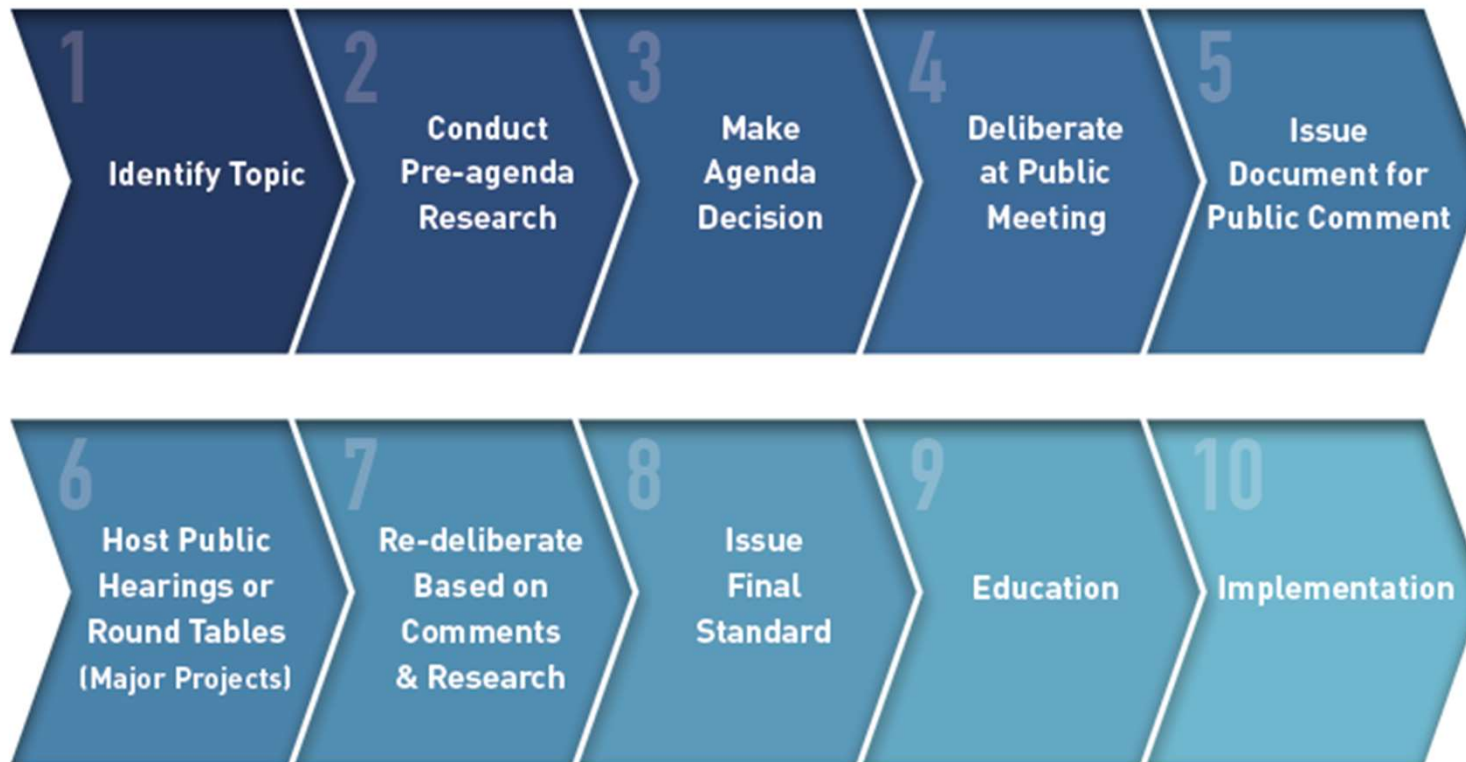 1
Identify Topic
2
Conduct
Pre-agenda
Research
3
Make
Agenda
Decision
4
Deliberate
at Public
Meeting
5
Issue
Document for
Public Comment
6
Host Public
Hearings or
Round Tables
(Major Projects)
7
Re-deliberate
Based on
Comments
& Research
8
Issue
Final
Standard
9
Education
10
Implementation